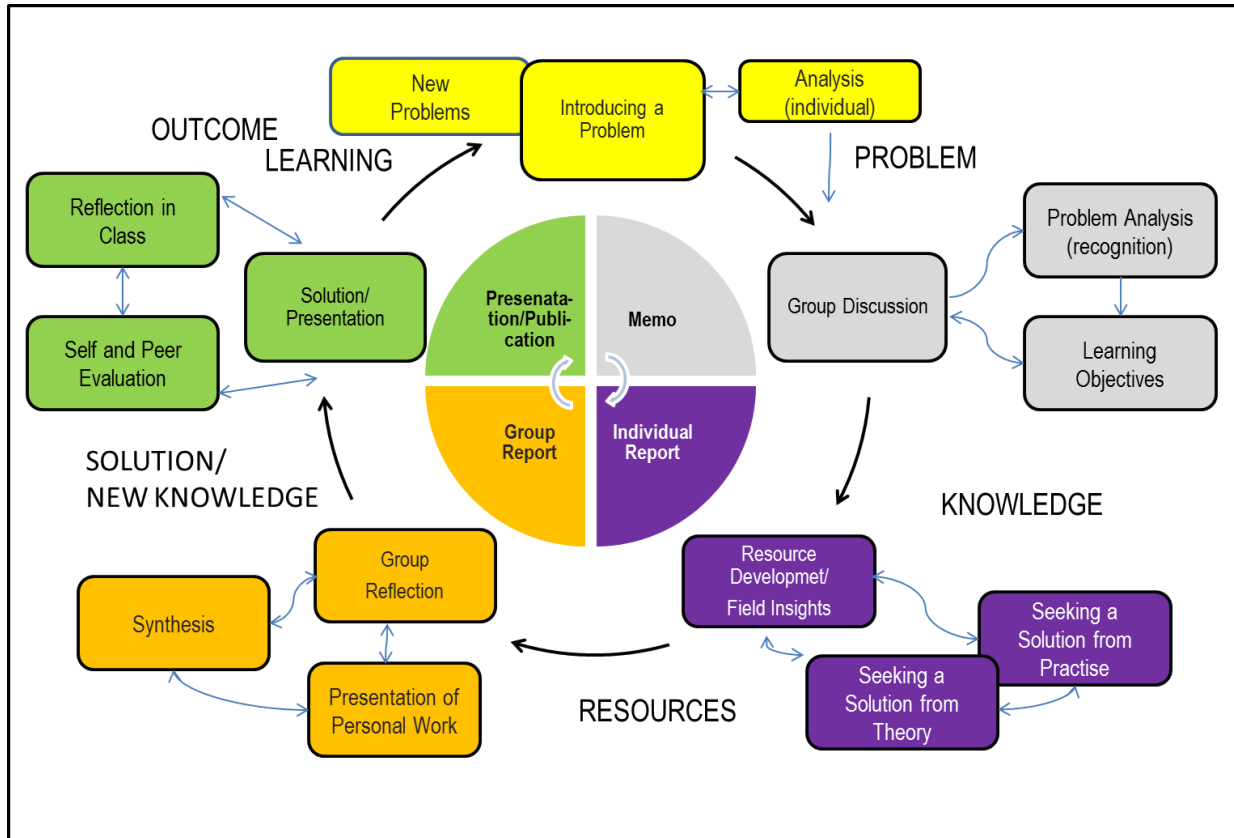 New
Problems
Introducing a
Problem
Analysis
(individual)
OUTCOME
LEARNING
PROBLEM
Reflection in
Class
Solution/
Presentation
Self and Peer
Evaluation
Presenata-
tion/Publi-
cation
Memo
Group
Report
Individual
Report
Group Discussion
Problem Analysis
(recognition)
Learning
Objectives
SOLUTION/
NEW KNOWLEDGE
KNOWLEDGE
Group
Reflection
Synthesis
Presentation of
Personal Work
RESOURCES
Resource
Developmet/
Field Insights
Seeking a
Solution from
Practise
Seeking a
Solution from
Theory